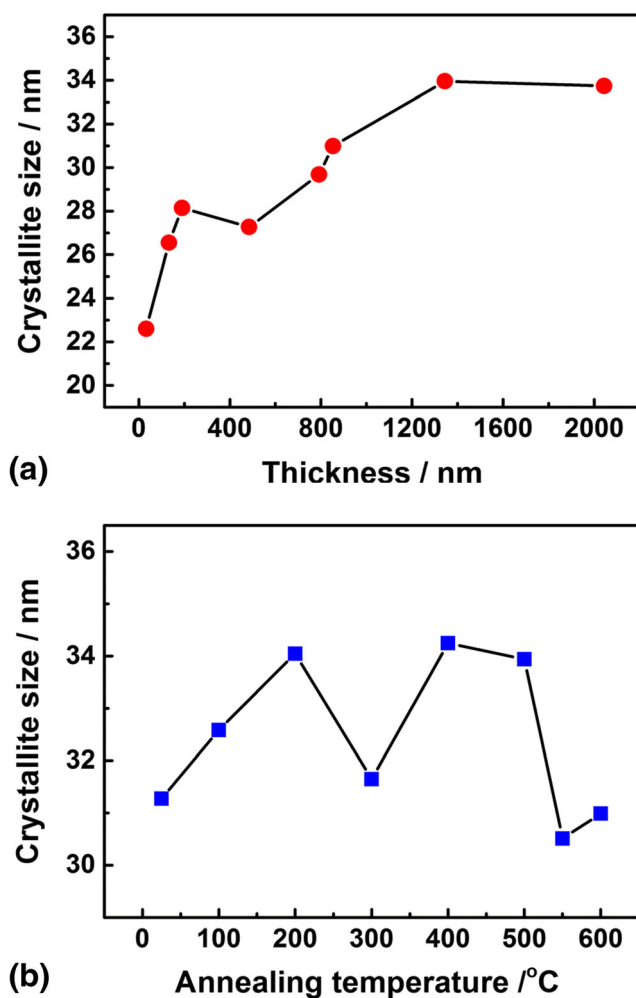 36
34
33
30
28
26
24
22
20
Crystallite size / nm
0 400 800 1200 1600 2000
(a)
Thickness / nm
36
34
32
30
Crystallite size / nm
0 100 200 300 400 500 600
(b)
Annealing temperature /°C